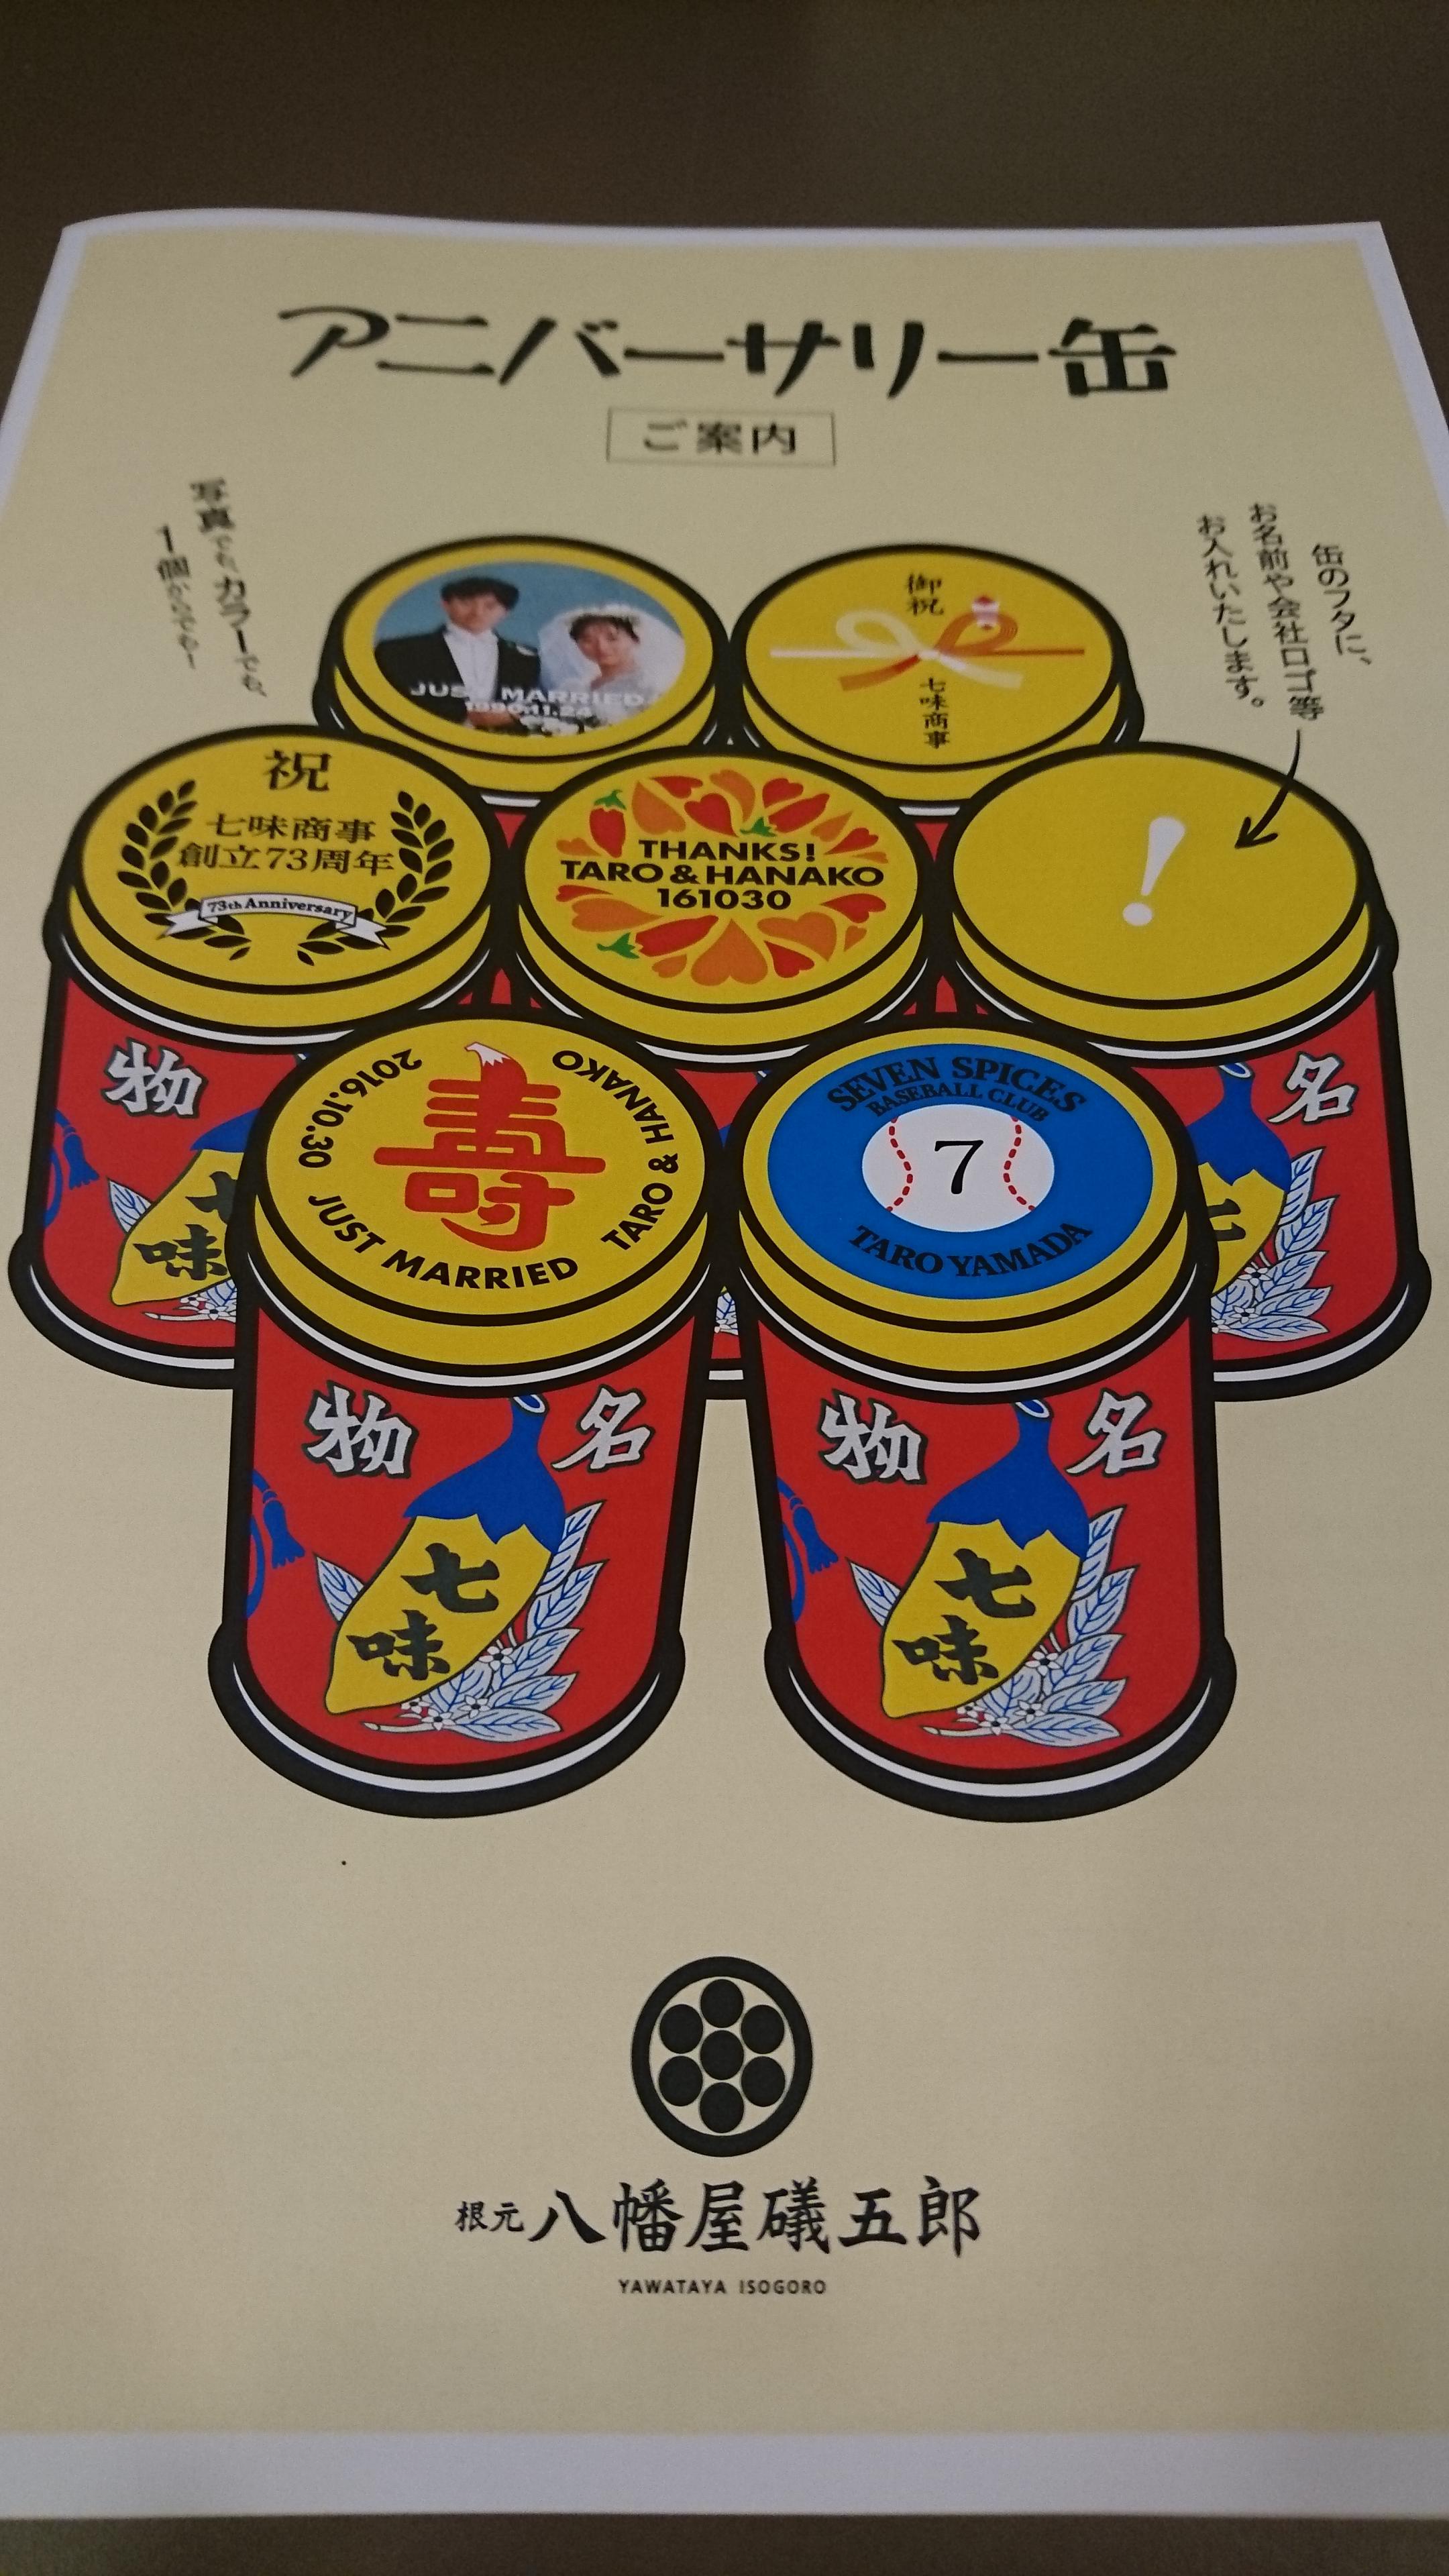 アニバーサリー缶
ご案内
缶のフタに、
お名前や会社ロゴ等
お入れいたします。
写真でも、カラーでも、
1個からでも!
JUST MARRIED
1990.11.24
御祝
七味商事
祝
七味商事
創立73周年
73th Anniversary
THANKS!
TARO & HANAKO
161030
!
2016.10.30
JUST MARRIED
TARO & HANAKO
寿
SEVEN SPICES
BASEBALL CLUB
7
TARO YAMADA
物
七味
名
七
名物
七味
名物
七味
根元 八幡屋礒五郎
YAWATAYA ISOGORO